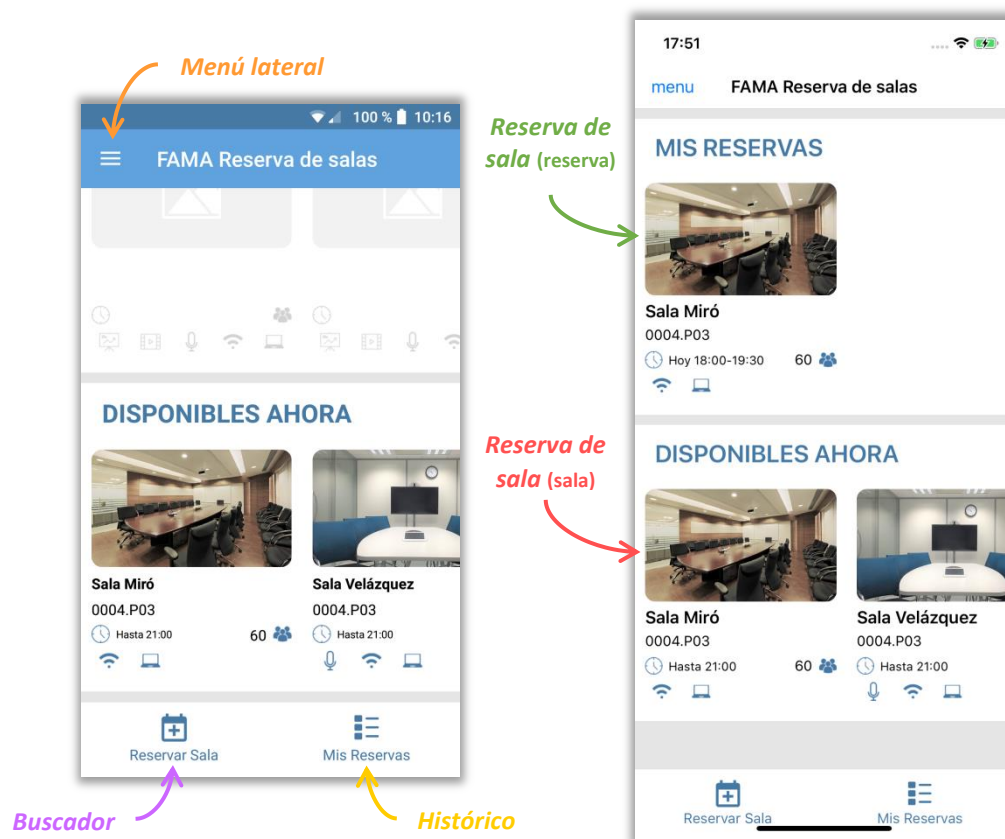 Menú lateral
100 % 10:16
FAMA Reserva de salas
DISPONIBLES AHORA
Sala Miró
0004.P03
Hasta 21:00
60
Sala Velázquez
0004.P03
Hasta 21:00
Reservar Sala
Mis Reservas
Buscador
Histórico
Reserva de
sala (reserva)
Reserva de
sala (sala)
17:51
menu FAMA Reserva de salas
MIS RESERVAS
Sala Miró
0004.P03
Hoy 18:00-19:30 60
DISPONIBLES AHORA
Sala Miró
0004.P03
Hasta 21:00 60
Sala Velázquez
0004.P03
Hasta 21:00
Reservar Sala
Mis Reservas